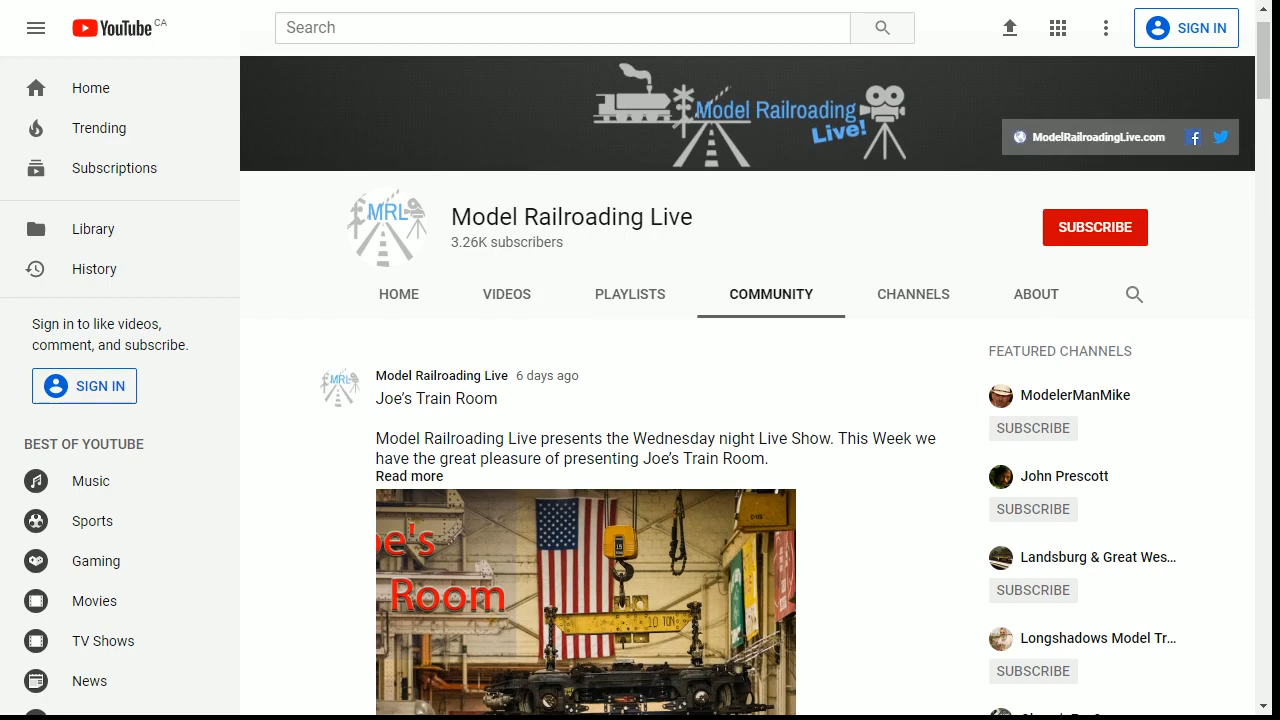 YouTube CA
Search
SIGN IN
Home
Trending
Subscriptions
Library
History
Sign in to like videos,
comment, and subscribe.
SIGN IN
BEST OF YOUTUBE
Music
Sports
Gaming
Movies
TV Shows
News
Model Railroading
Live!
ModelRailroadingLive.com
MRL
Model Railroading Live
3.26K subscribers
SUBSCRIBE
HOME
VIDEOS
PLAYLISTS
COMMUNITY
CHANNELS
ABOUT
MRL
Model Railroading Live 6 days ago
Joe’s Train Room
Model Railroading Live presents the Wednesday night Live Show. This Week we
have the great pleasure of presenting Joe’s Train Room.
Read more
oe's
Room
10 TON
FEATURED CHANNELS
ModelerManMike
SUBSCRIBE
John Prescott
SUBSCRIBE
Landsburg & Great Wes...
SUBSCRIBE
Longshadows Model Tr...
SUBSCRIBE